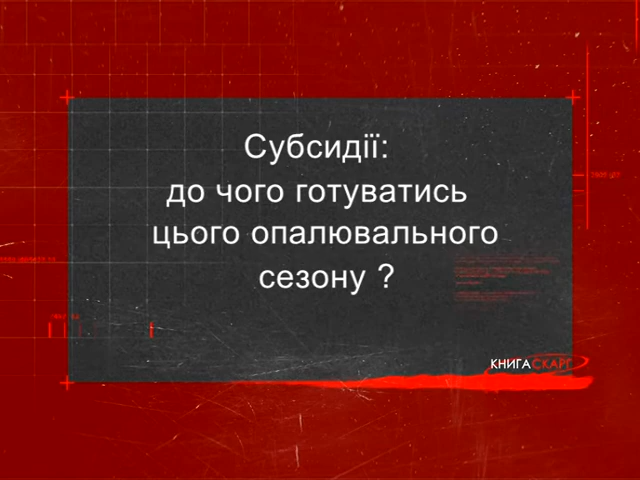 Субсидії:
до чого готуватись
цього опалювального
сезону ?
КНИГАСКАРГ